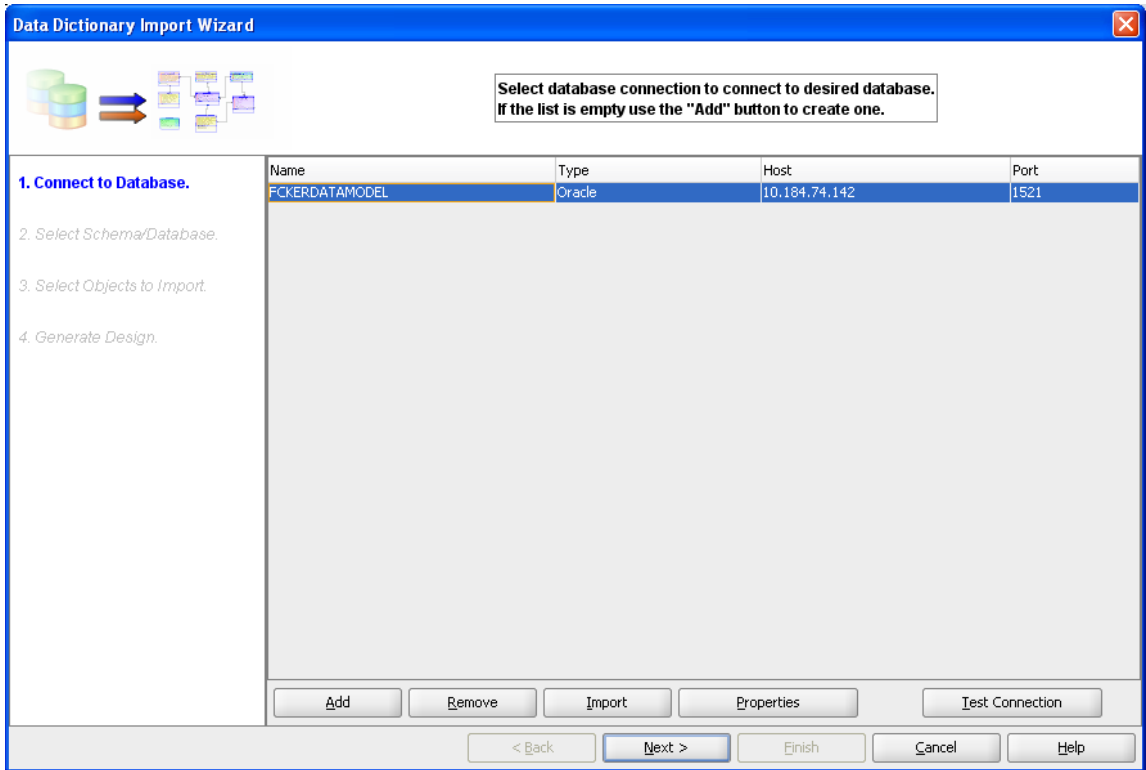 Data Dictionary Import Wizard
Select database connection to connect to desired database.
If the list is empty use the "Add" button to create one.
1. Connect to Database.
2. Select Schema/Database.
3. Select Objects to Import.
4. Generate Design.
Name Type Host Port
FCKERDATAMODEL Oracle 10.184.74.142 1521
Add Remove Import Properties Test Connection
< Back Next > Finish Cancel Help